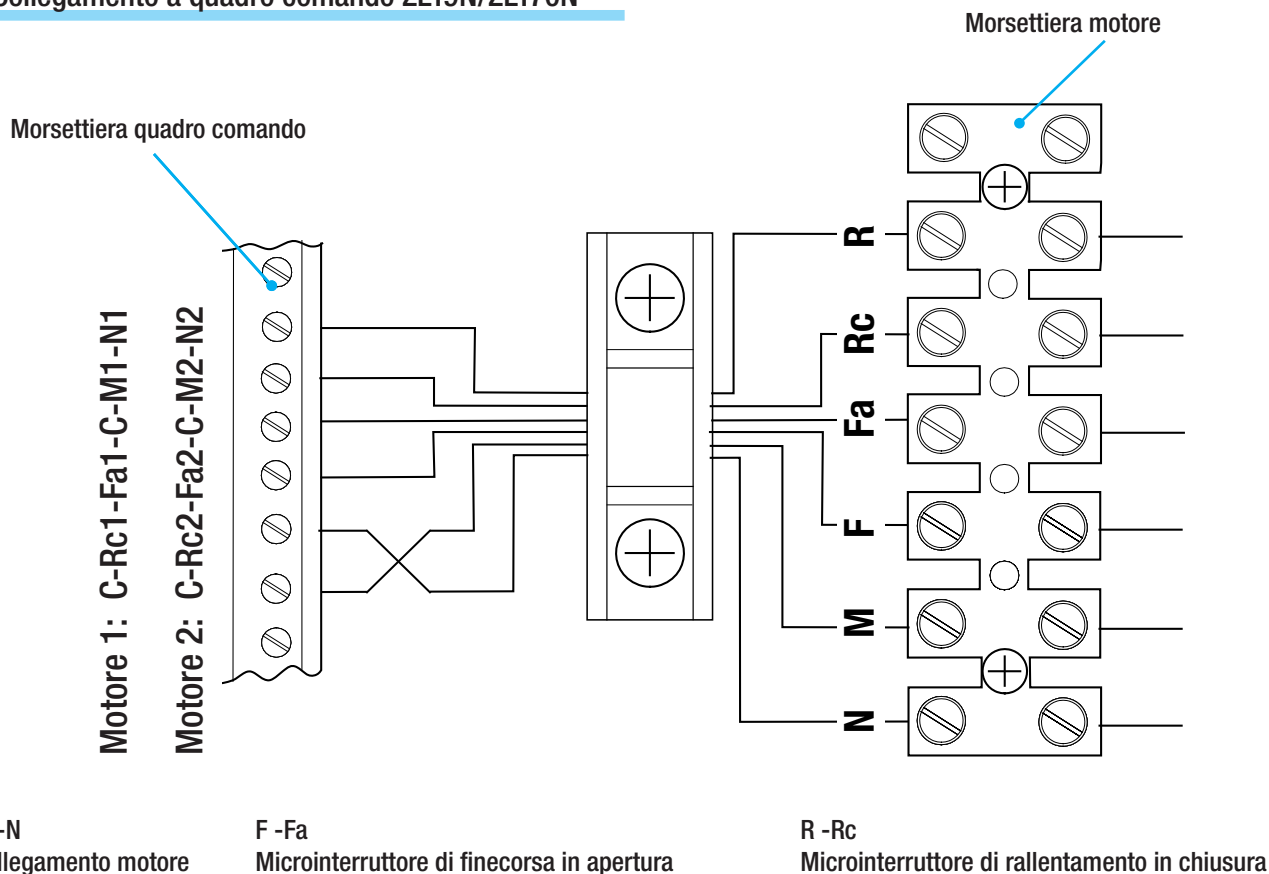 Collegamento a quadro comando ZL19N/ZL170N
Morsettiera motore
Morsettiera quadro comando
Motore 1: C-Rc1-Fa1-C-M1-N1
Motore 2: C-Rc2-Fa2-C-M2-N2
R
Rc
Fa
F
M
N
-N
llegamento motore
F -Fa
Microinterruttore di finecorsa in apertura
R -Rc
Microinterruttore di rallentamento in chiusura